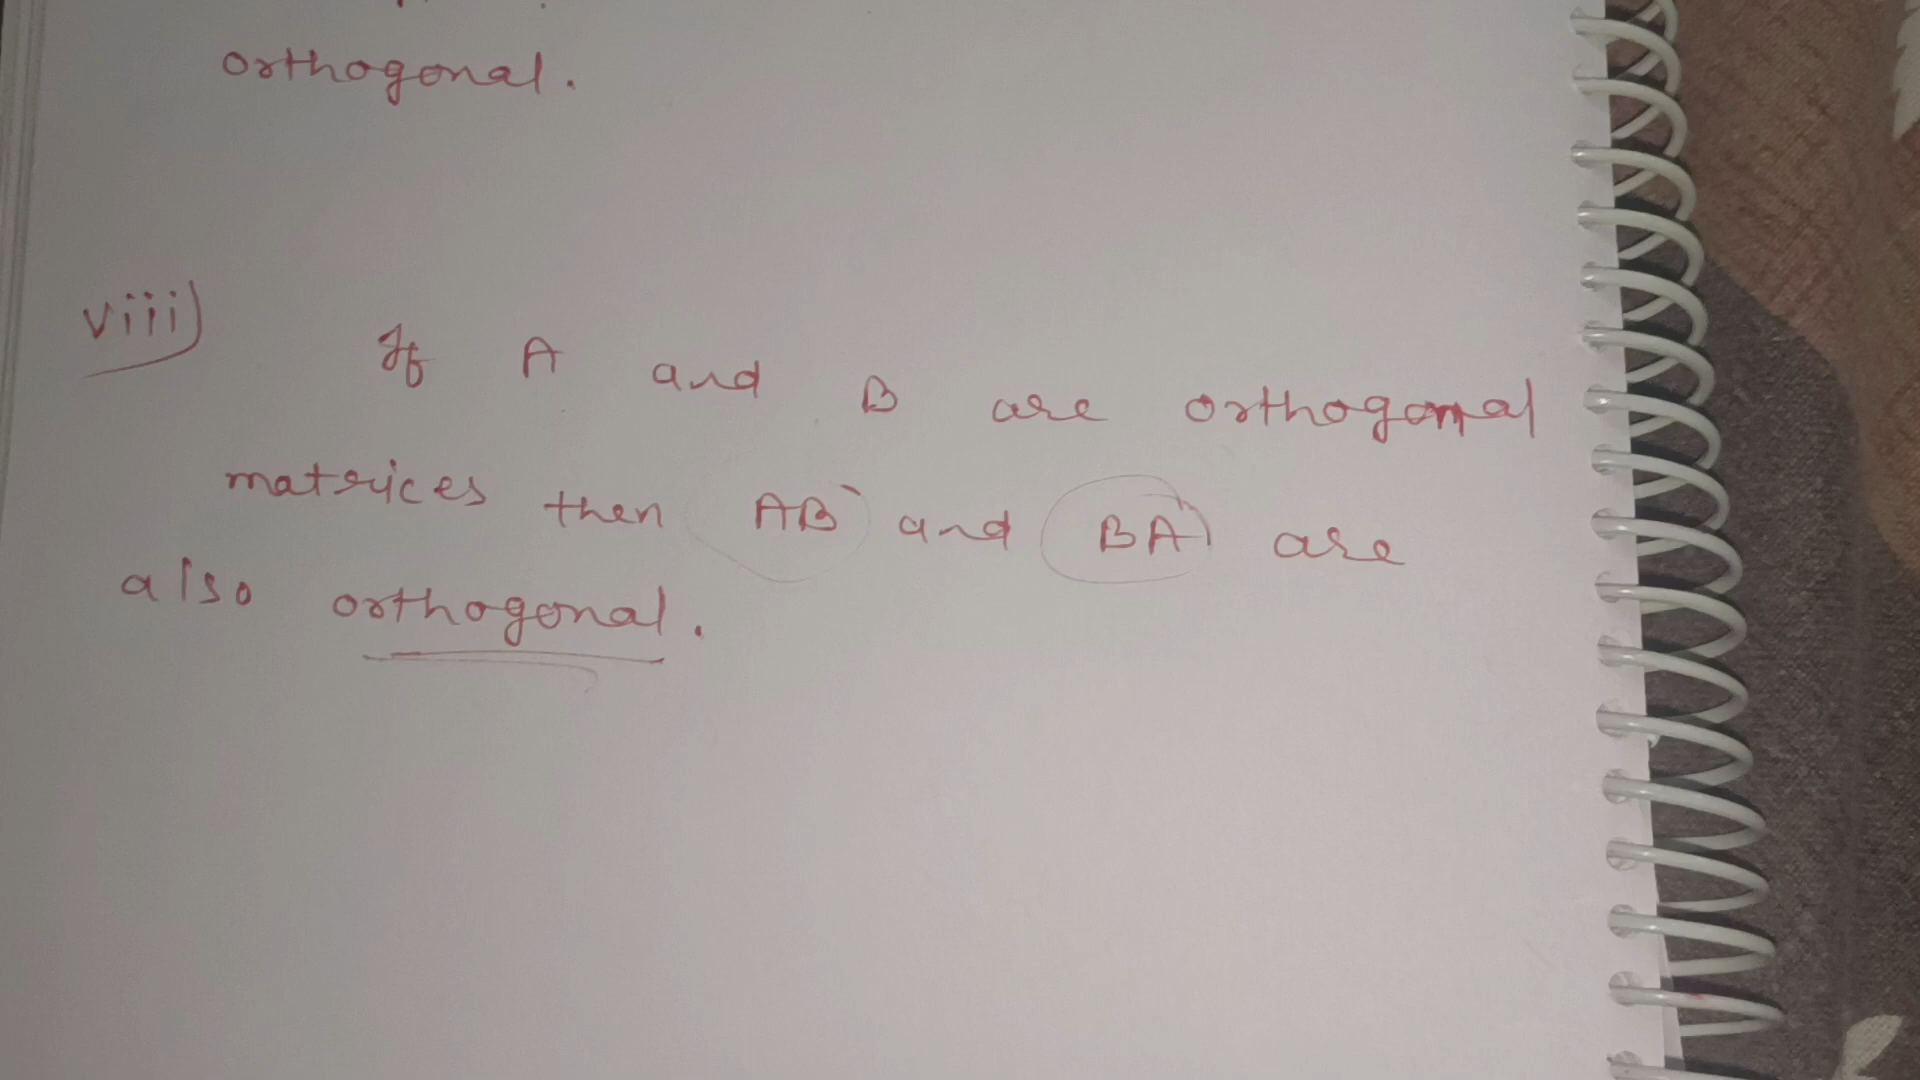 orthogonal.
viii) If A and B are orthogonal
matrices then AB and BA are
also orthogonal.